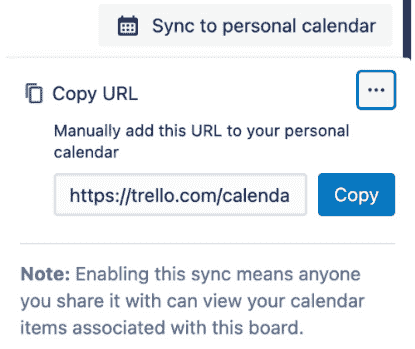 Sync to personal calendar
Copy URL
Manually add this URL to your personal
calendar
https://trello.com/calenda
Copy
Note: Enabling this sync means anyone
you share it with can view your calendar
items associated with this board.